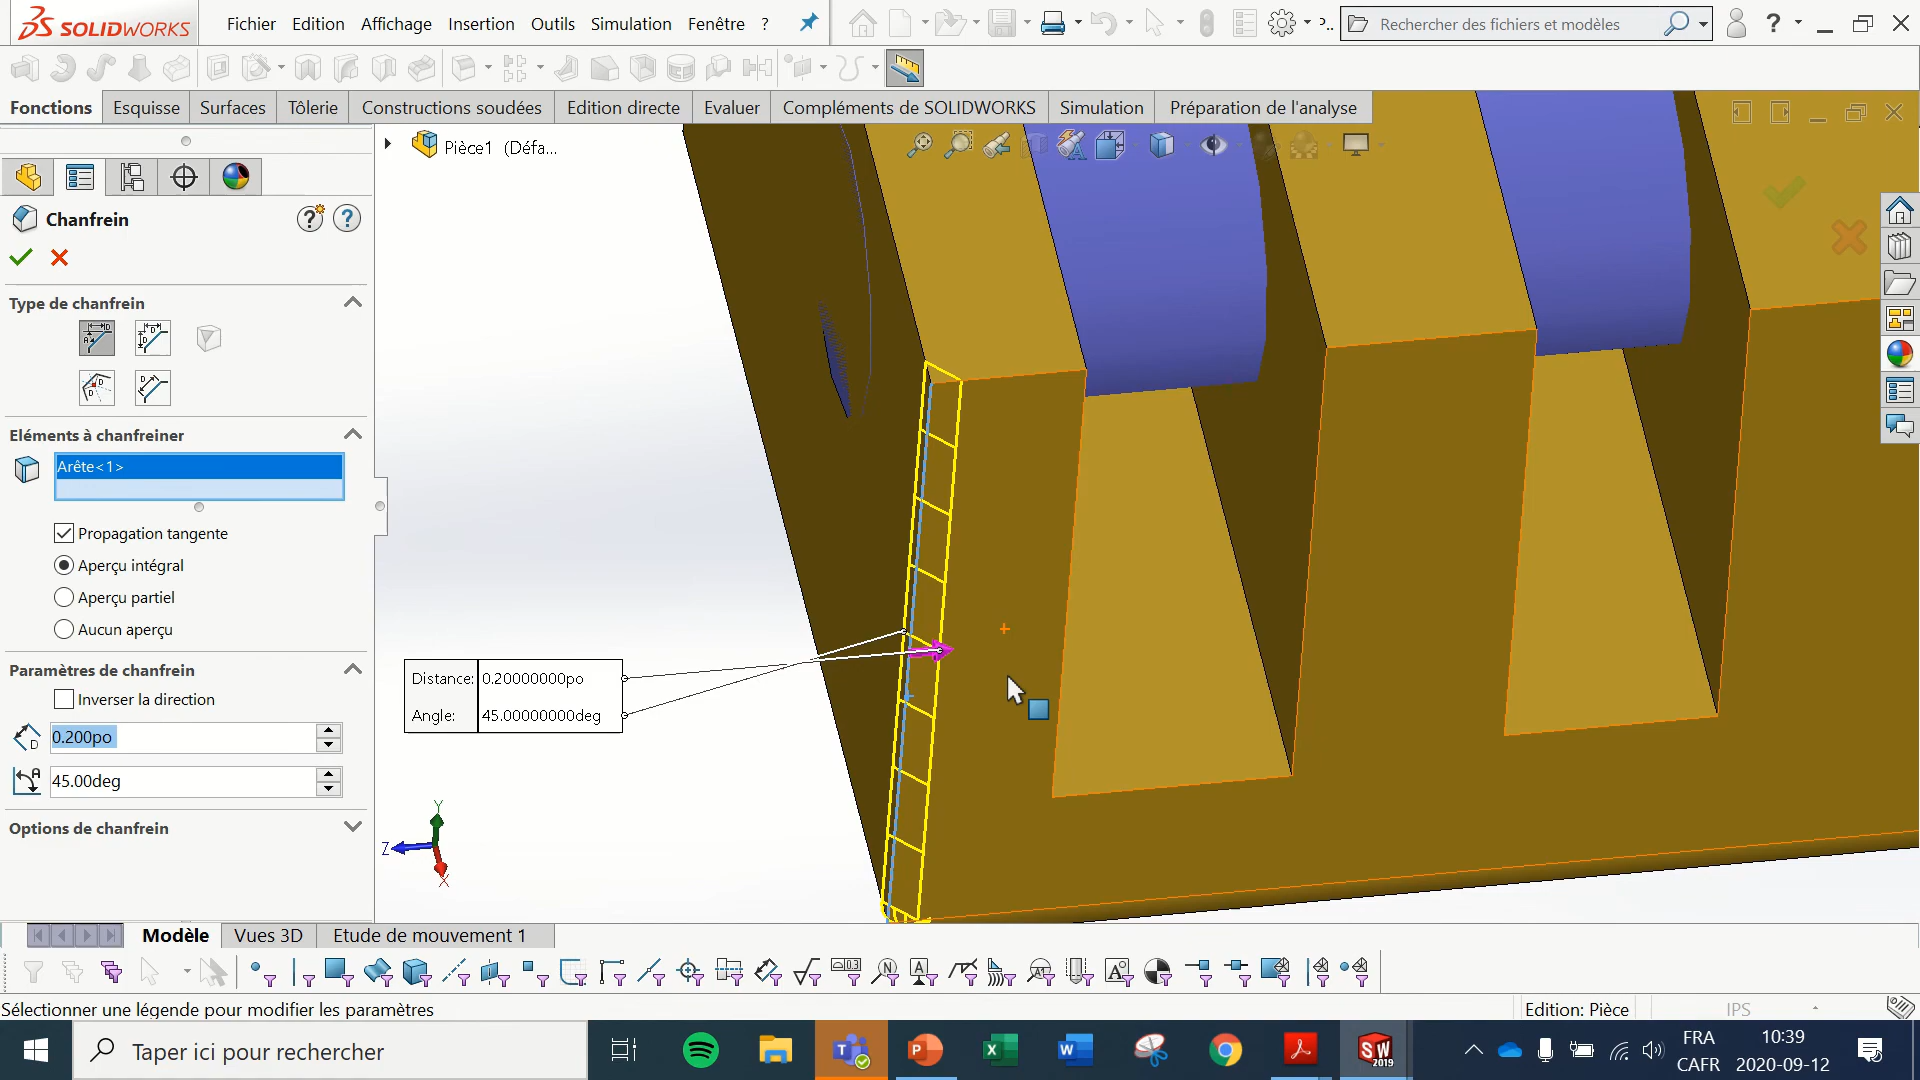 SOLIDWORKS
Fichier Edition Affichage Insertion Outils Simulation Fenêtre ?
Rechercher des fichiers et modèles
?
Fonctions Esquisse Surfaces Tôlerie Constructions soudées Edition directe Evaluer Compléments de SOLIDWORKS Simulation Préparation de l'analyse
Pièce1 (Défa...
Chanfrein
Type de chanfrein
Eléments à chanfreiner
Arête<1>
Propagation tangente
Aperçu intégral
Aperçu partiel
Aucun aperçu
Paramètres de chanfrein
Inverser la direction
0.200po
45.00deg
Options de chanfrein
Distance: 0.20000000po
Angle: 45.00000000deg
Y
Z
X
Modèle Vues 3D Etude de mouvement 1
Sélectionner une légende pour modifier les paramètres
Edition: Pièce
IPS
Taper ici pour rechercher
FRA
CAFR
10:39
2020-09-12